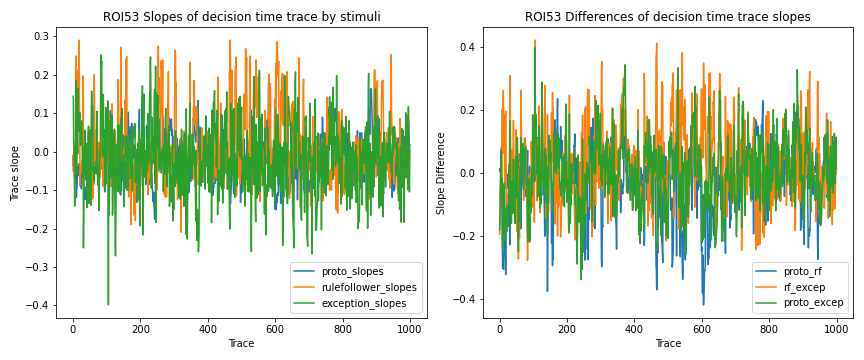 ROI53 Slopes of decision time trace by stimuli
Trace slope
0.3
0.2
0.1
0.0
−0.1
−0.2
−0.3
−0.4
0 200 400 600 800 1000
Trace
proto_slopes
rulefollower_slopes
exception_slopes
ROI53 Differences of decision time trace slopes
Slope Difference
0.4
0.2
0.0
−0.2
−0.4
0 200 400 600 800 1000
Trace
proto_rf
rf_excep
proto_excep